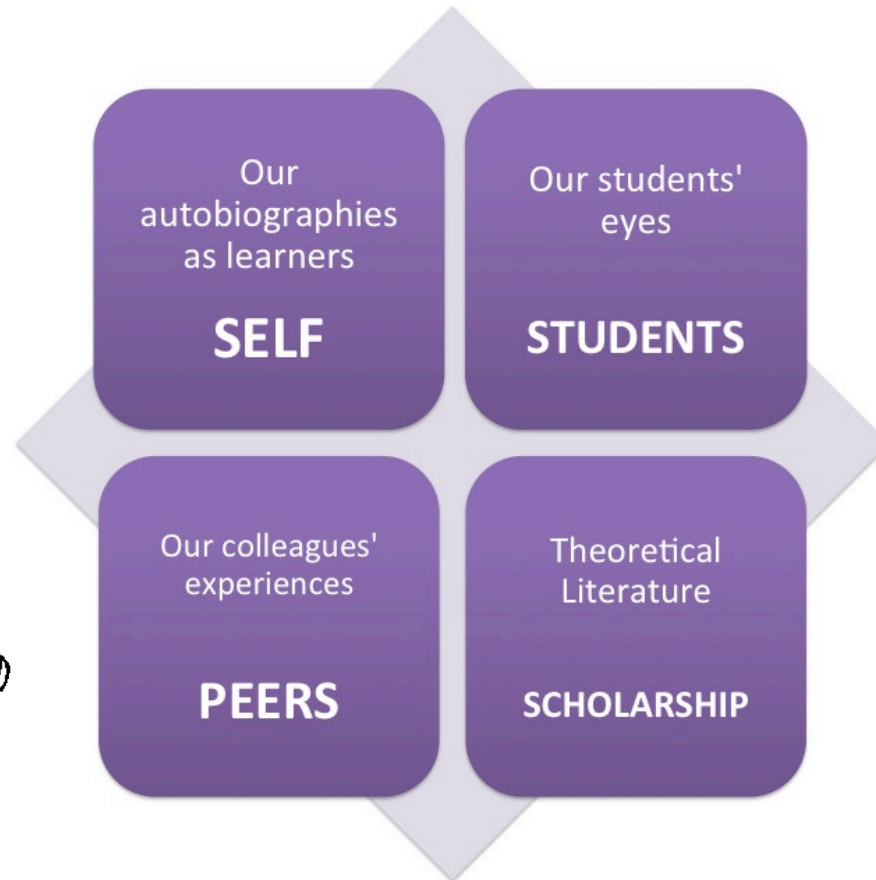 Our
autobiographies
as learners
SELF
Our students'
eyes
STUDENTS
Our colleagues'
experiences
PEERS
Theoretical
Literature
SCHOLARSHIP